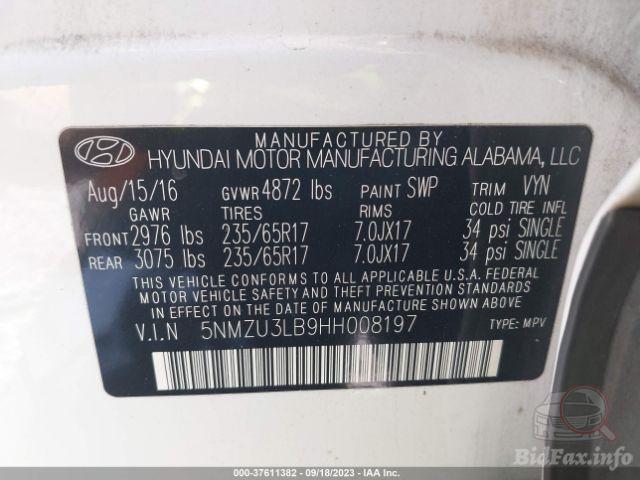 MANUFACTURED BY
HYUNDAI MOTOR MANUFACTURING ALABAMA, LLC
Aug/15/16 GVWR 4872 lbs PAINT SWP TRIM VYN
GAWR TIRES RIMS COLD TIRE INFL
FRONT 2976 lbs 235/65R17 7.0JX17 34 psi SINGLE
REAR 3075 lbs 235/65R17 7.0JX17 34 psi SINGLE
THIS VEHICLE CONFORMS TO ALL APPLICABLE U.S.A. FEDERAL
MOTOR VEHICLE SAFETY AND THEFT PREVENTION STANDARDS
IN EFFECT ON THE DATE OF MANUFACTURE SHOWN ABOVE.
V.I.N 5NMZU3LB9HH008197 TYPE: MPV
BidFax.info
000-37611382 - 09/18/2023 - IAA Inc.